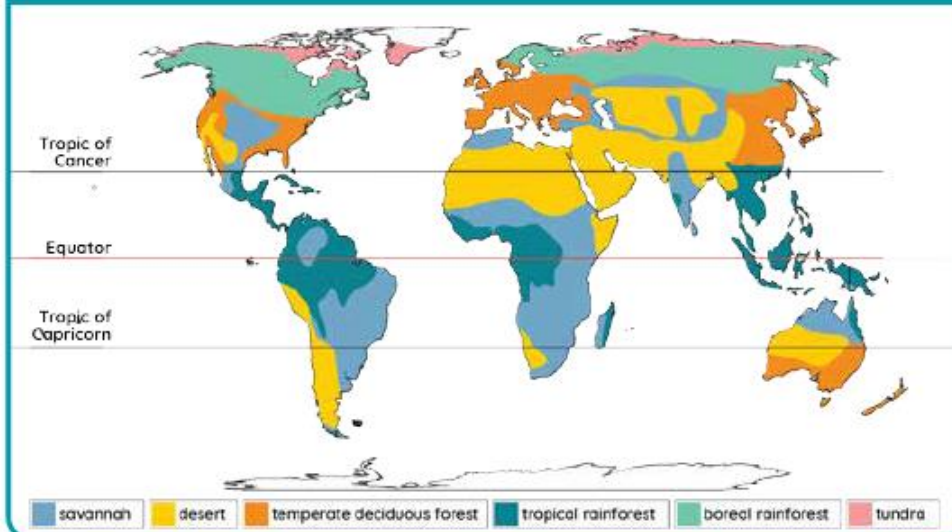 Tropic of
Cancer
Equator
Tropic of
Capricorn
savannah
desert
temperate deciduous forest
tropical rainforest
boreal rainforest
tundra